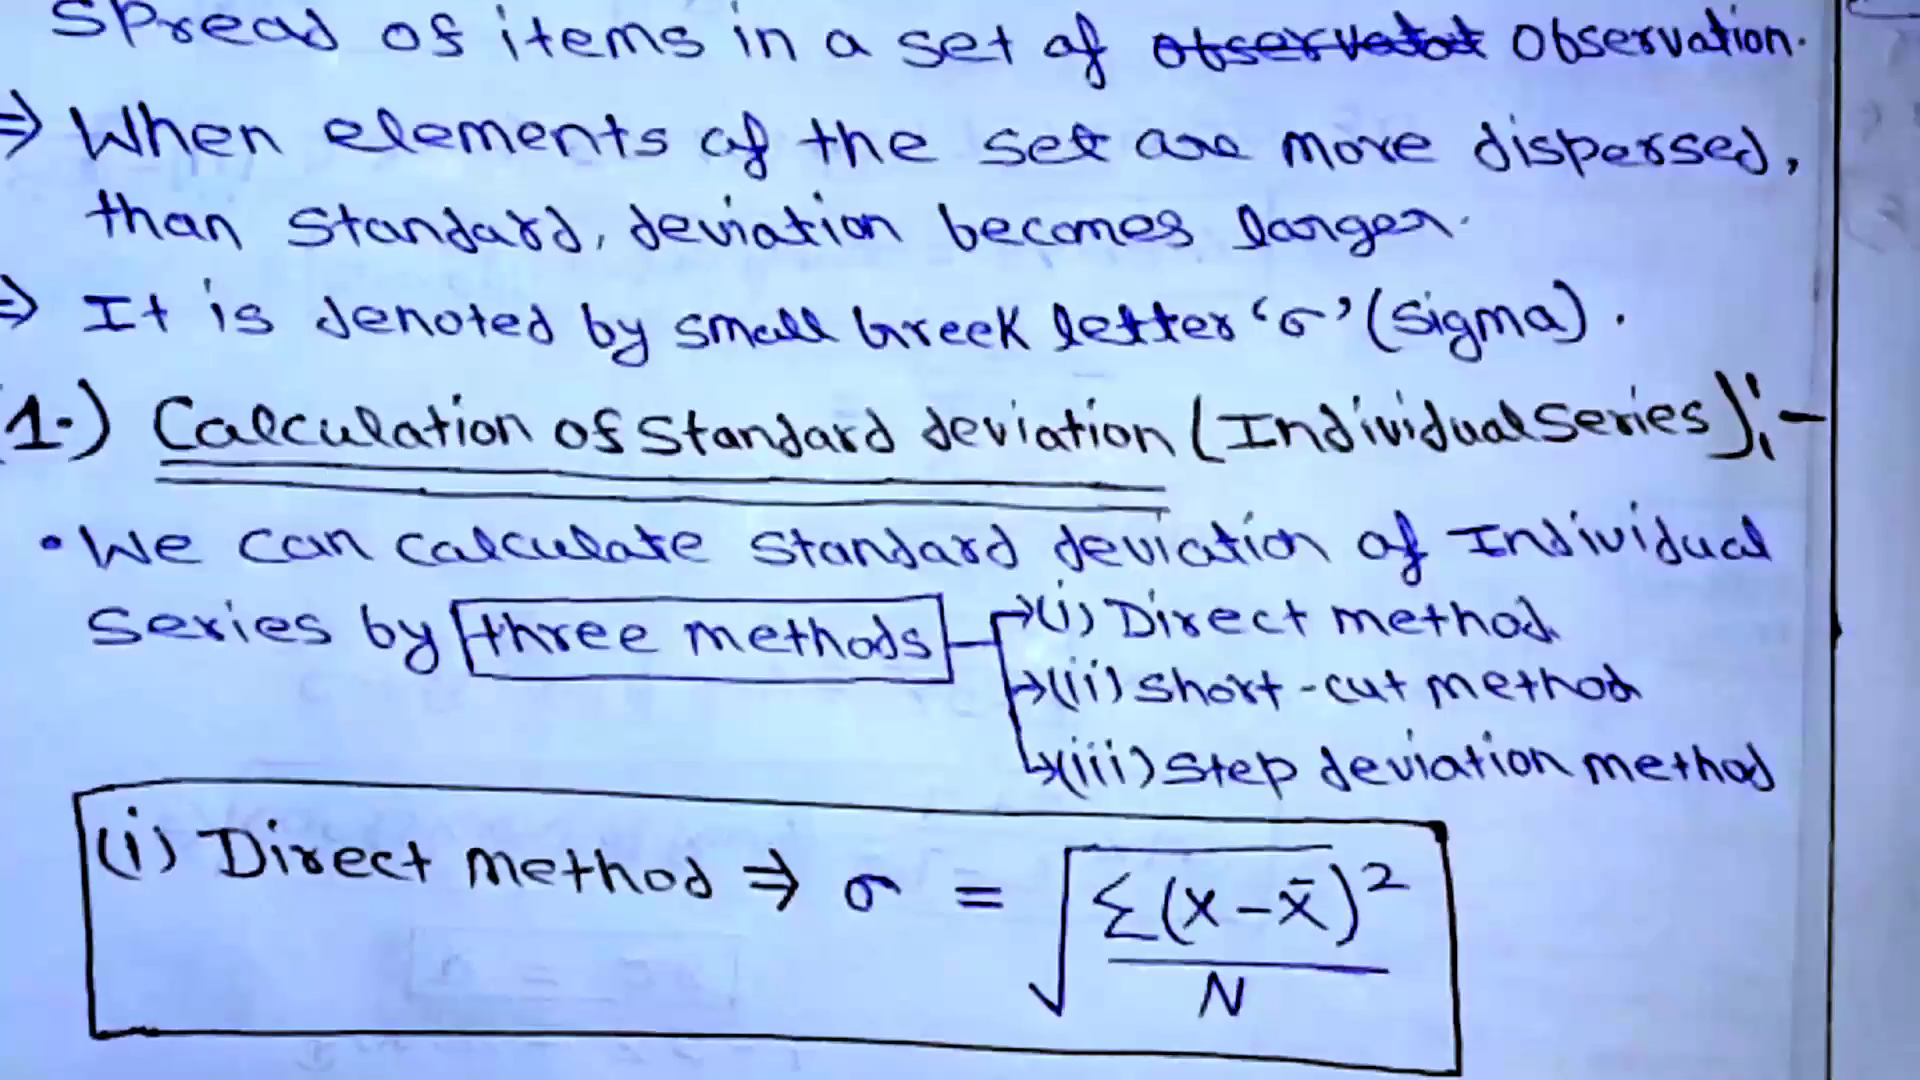 Spread of items in a set of observation.
⇒ When elements of the set are more dispersed,
than standard, deviation becomes larger.
⇒ It is denoted by small Greek letter 'σ' (sigma).
1.) Calculation of standard deviation (Individual series):-
• We can calculate standard deviation of Individual
series by three methods → (i) Direct method
→ (ii) short-cut method
→ (iii) step deviation method
(i) Direct method ⇒ σ = √(Σ(x-x̄)²/N)